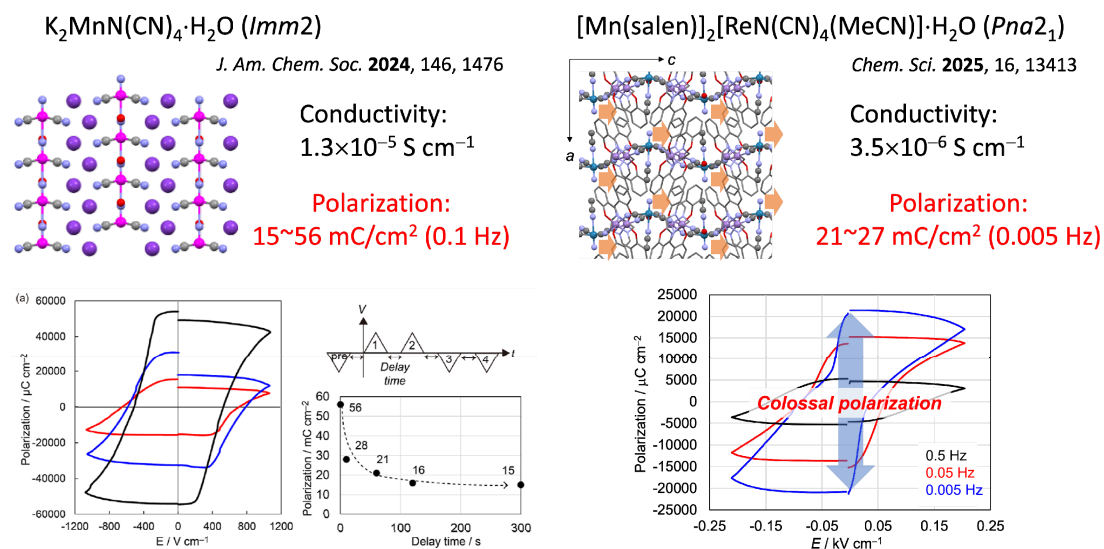 K₂MnN(CN)₄·H₂O (Imm2)
J. Am. Chem. Soc. 2024, 146, 1476
Conductivity:
1.3×10⁻⁵ S cm⁻¹
Polarization:
15~56 mC/cm² (0.1 Hz)
(a)
Polarization / μC cm⁻²
60000
40000
20000
0
-20000
-40000
-60000
-1200 -800 -400 0 400 800 1200
E / V cm⁻¹
V
pre 1 2 3 4 t
Delay
time
Polarization / mC cm⁻²
60
50
40
30
20
10
0
56
28
21
16
15
0 100 200 300
Delay time / s
[Mn(salen)]₂[ReN(CN)₄(MeCN)]·H₂O (Pna2₁)
Chem. Sci. 2025, 16, 13413
c
a
Conductivity:
3.5×10⁻⁶ S cm⁻¹
Polarization:
21~27 mC/cm² (0.005 Hz)
Polarization / μC cm⁻²
25000
20000
15000
10000
5000
0
-5000
-10000
-15000
-20000
-25000
Colossal polarization
0.5 Hz
0.05 Hz
0.005 Hz
-0.25 -0.15 -0.05 0.05 0.15 0.25
E / kV cm⁻¹